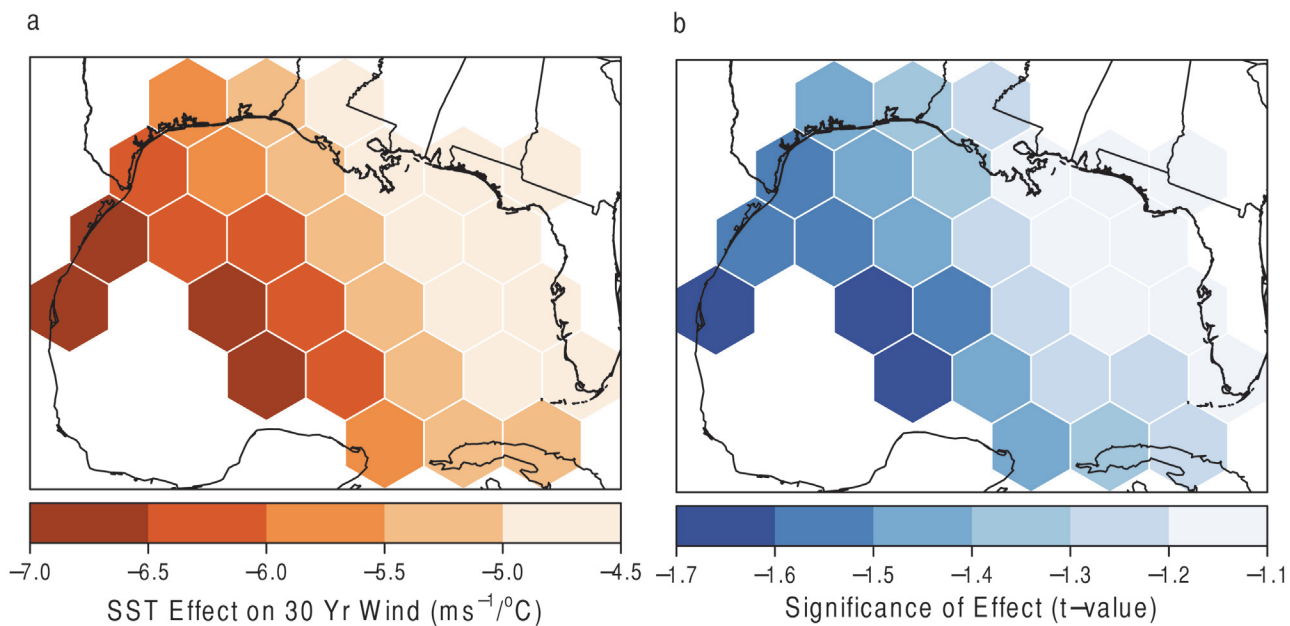 a
b
−7.0 −6.5 −6.0 −5.5 −5.0 −4.5
SST Effect on 30 Yr Wind (ms⁻¹/°C)
−1.7 −1.6 −1.5 −1.4 −1.3 −1.2 −1.1
Significance of Effect (t−value)